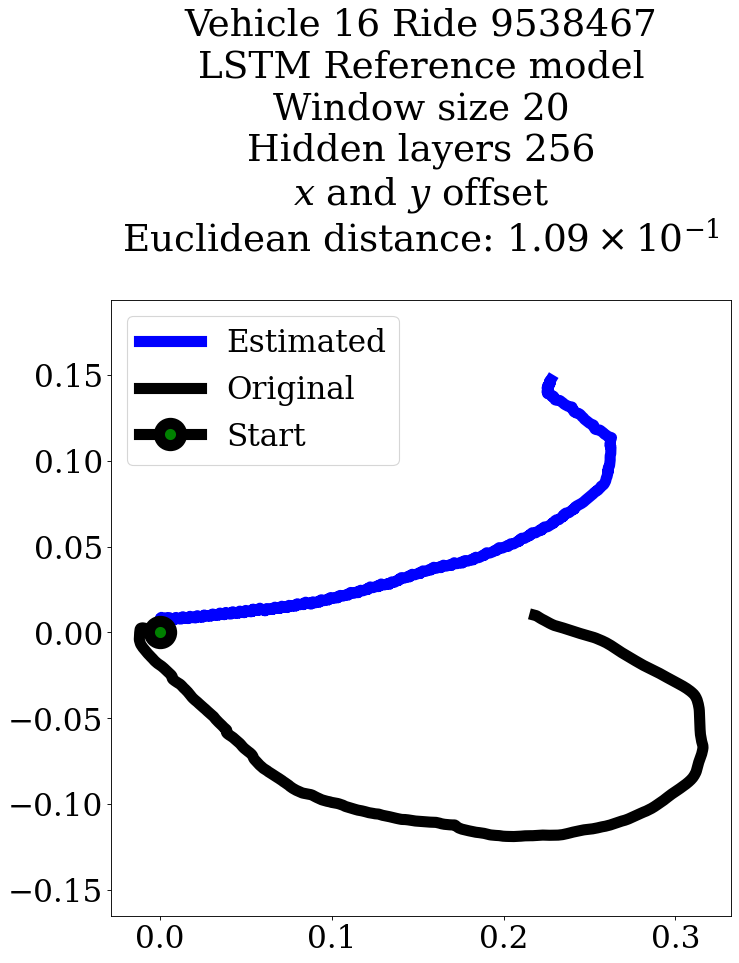 Vehicle 16 Ride 9538467
LSTM Reference model
Window size 20
Hidden layers 256
x and y offset
Euclidean distance: 1.09 × 10⁻¹
Estimated
Original
Start
0.15
0.10
0.05
0.00
−0.05
−0.10
−0.15
0.0 0.1 0.2 0.3